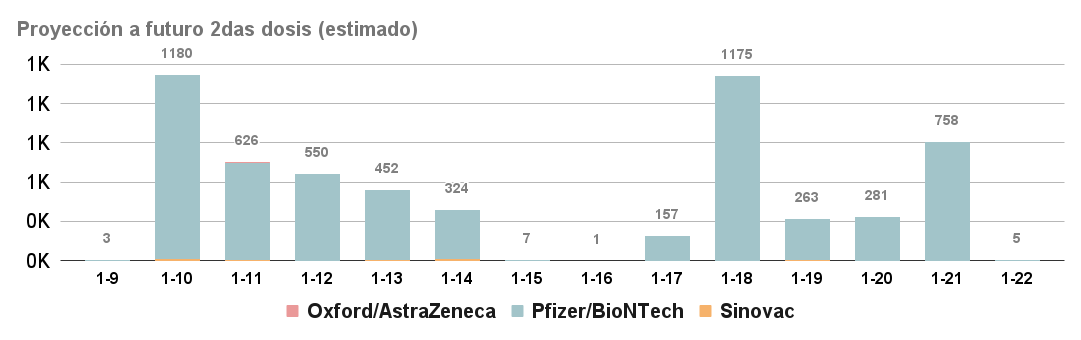 Proyección a futuro 2das dosis (estimado)
1K
1K
1K
1K
0K
0K
3
1180
626
550
452
324
7
1
157
1175
263
281
758
5
1-9 1-10 1-11 1-12 1-13 1-14 1-15 1-16 1-17 1-18 1-19 1-20 1-21 1-22
Oxford/AstraZeneca Pfizer/BioNTech Sinovac